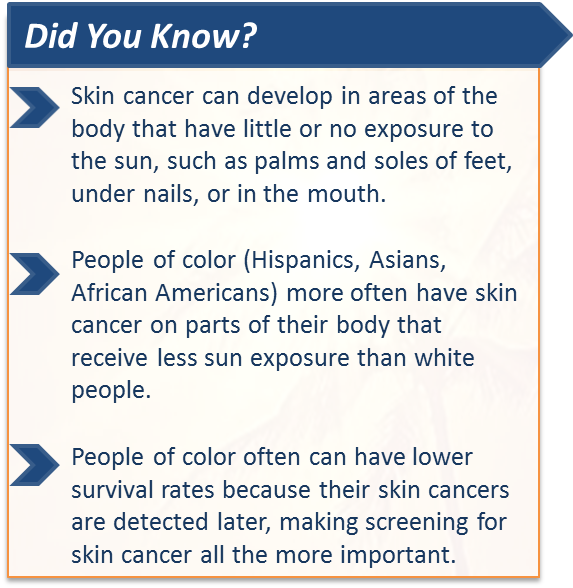 Did You Know?
Skin cancer can develop in areas of the
body that have little or no exposure to
the sun, such as palms and soles of feet,
under nails, or in the mouth.
People of color (Hispanics, Asians,
African Americans) more often have skin
cancer on parts of their body that
receive less sun exposure than white
people.
People of color often can have lower
survival rates because their skin cancers
are detected later, making screening for
skin cancer all the more important.